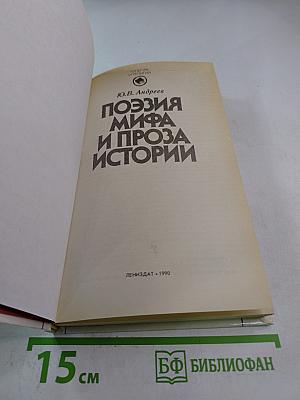 Ю.В. Андреев
ПОЭЗИЯ
МИФА
И ПРОЗА
ИСТОРИИ
ЛЕНИЗДАТ • 1990
15 см
БФ БИБЛИОФАН